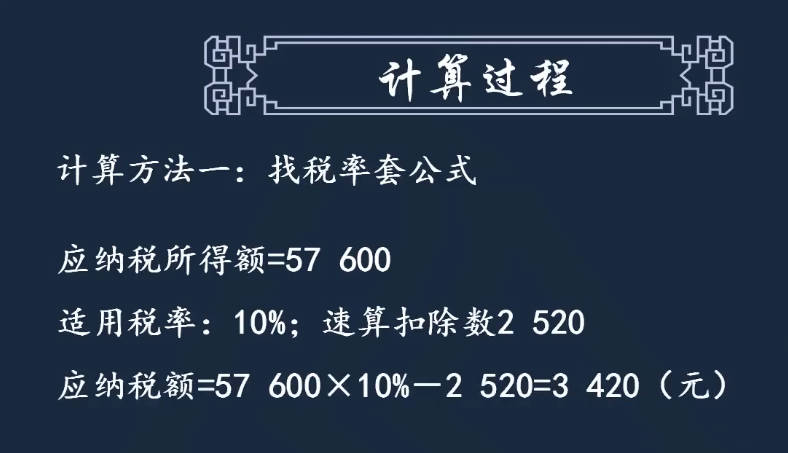 计算过程
计算方法一：找税率套公式
应纳税所得额=57 600
适用税率：10%；速算扣除数2 520
应纳税额=57 600×10%－2 520=3 420（元）